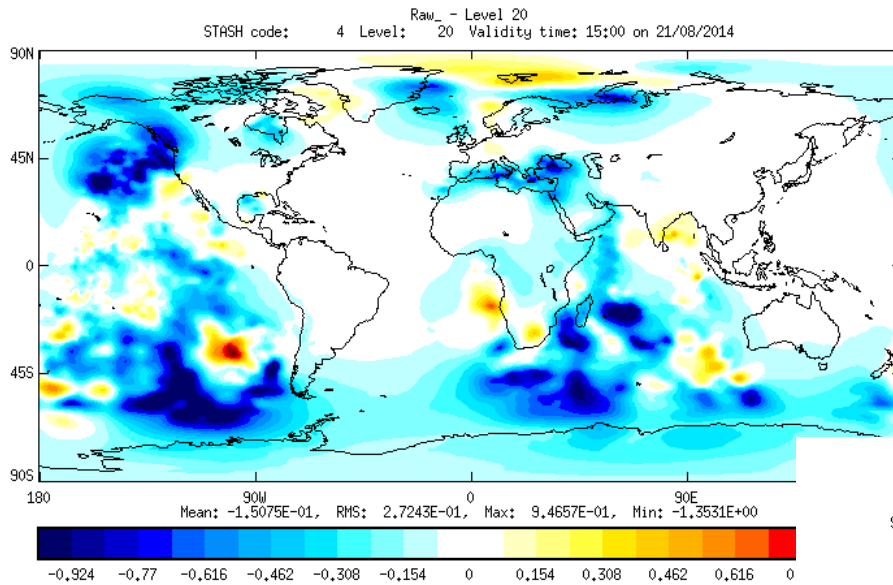 Raw_ - Level 20
STASH code: 4 Level: 20 Validity time: 15:00 on 21/08/2014
90N
45N
0
45S
90S
180 90W 0 90E
Mean: -1.5075E-01, RMS: 2.7243E-01, Max: 9.4657E-01, Min: -1.3531E+00
-0.924 -0.77 -0.616 -0.462 -0.308 -0.154 0 0.154 0.308 0.462 0.616 0